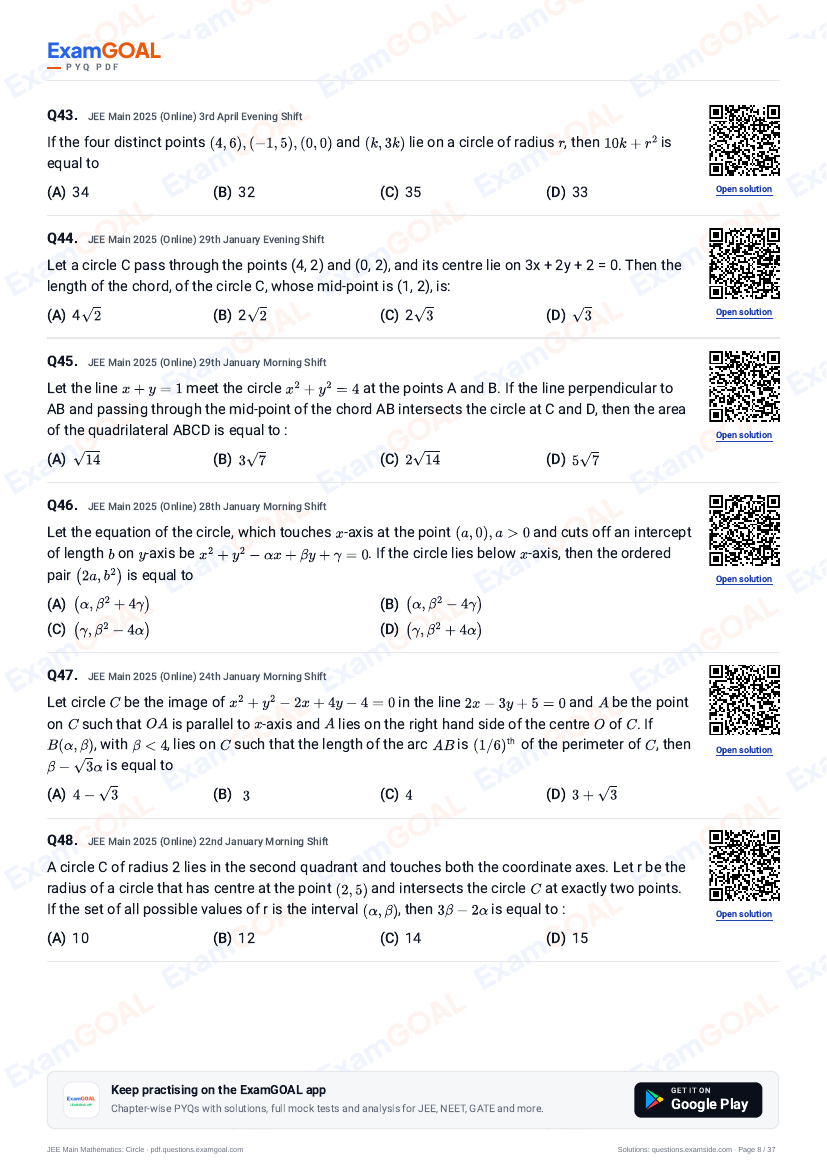 ExamGOAL
PYQ PDF
Q43. JEE Main 2025 (Online) 3rd April Evening Shift
If the four distinct points (4, 6), (−1, 5), (0, 0) and (k, 3k) lie on a circle of radius r, then 10k + r² is
equal to
(A) 34 (B) 32 (C) 35 (D) 33
Open solution
Q44. JEE Main 2025 (Online) 29th January Evening Shift
Let a circle C pass through the points (4, 2) and (0, 2), and its centre lie on 3x + 2y + 2 = 0. Then the
length of the chord, of the circle C, whose mid-point is (1, 2), is:
(A) 4√2 (B) 2√2 (C) 2√3 (D) √3
Open solution
Q45. JEE Main 2025 (Online) 29th January Morning Shift
Let the line x + y = 1 meet the circle x² + y² = 4 at the points A and B. If the line perpendicular to
AB and passing through the mid-point of the chord AB intersects the circle at C and D, then the area
of the quadrilateral ABCD is equal to :
(A) √14 (B) 3√7 (C) 2√14 (D) 5√7
Open solution
Q46. JEE Main 2025 (Online) 28th January Morning Shift
Let the equation of the circle, which touches x-axis at the point (a, 0), a > 0 and cuts off an intercept
of length b on y-axis be x² + y² − αx + βy + γ = 0. If the circle lies below x-axis, then the ordered
pair (2a, b²) is equal to
(A) (α, β² + 4γ) (B) (α, β² − 4γ)
(C) (γ, β² − 4α) (D) (γ, β² + 4α)
Open solution
Q47. JEE Main 2025 (Online) 24th January Morning Shift
Let circle C be the image of x² + y² − 2x + 4y − 4 = 0 in the line 2x − 3y + 5 = 0 and A be the point
on C such that OA is parallel to x-axis and A lies on the right hand side of the centre O of C. If
B(α, β), with β < 4, lies on C such that the length of the arc AB is (1/6)ᵗʰ of the perimeter of C, then
β − √3α is equal to
(A) 4 − √3 (B) 3 (C) 4 (D) 3 + √3
Open solution
Q48. JEE Main 2025 (Online) 22nd January Morning Shift
A circle C of radius 2 lies in the second quadrant and touches both the coordinate axes. Let r be the
radius of a circle that has centre at the point (2, 5) and intersects the circle C at exactly two points.
If the set of all possible values of r is the interval (α, β), then 3β − 2α is equal to :
(A) 10 (B) 12 (C) 14 (D) 15
Open solution
ExamGOAL
Keep practising on the ExamGOAL app
Chapter-wise PYQs with solutions, full mock tests and analysis for JEE, NEET, GATE and more.
GET IT ON
Google Play
JEE Main Mathematics: Circle · pdf.questions.examgoal.com
Solutions: questions.examside.com · Page 8 / 37